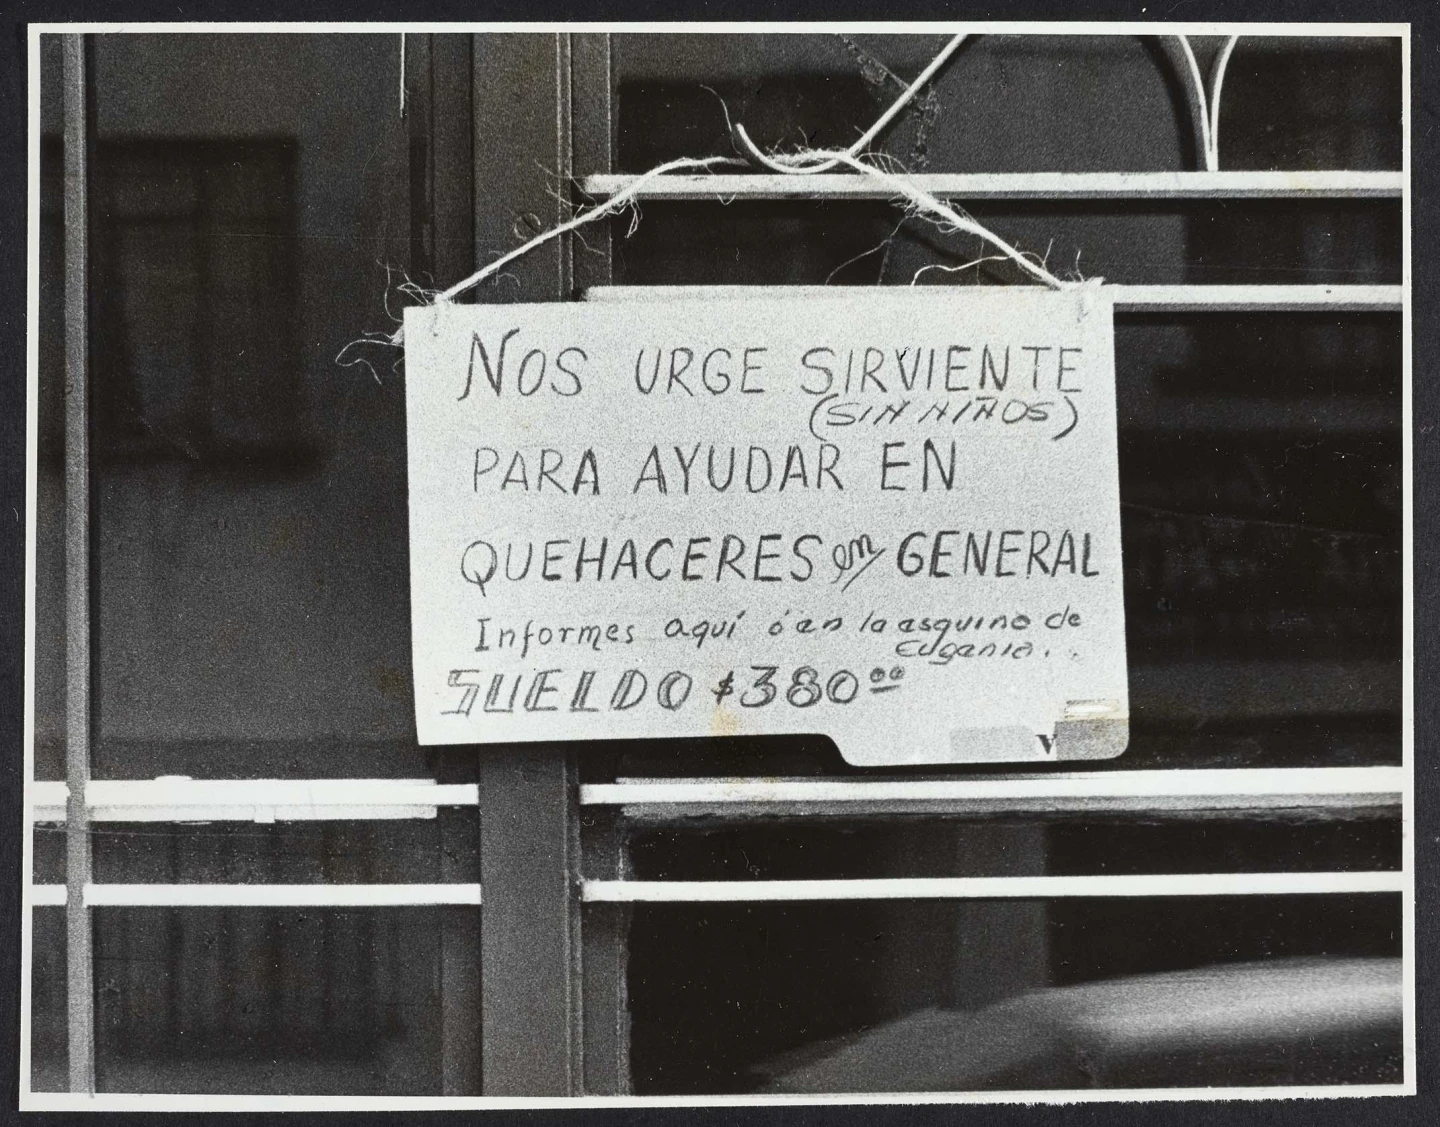 NOS URGE SIRVIENTE
(SIN NIÑOS)
PARA AYUDAR EN
QUEHACERES en GENERAL
Informes aquí ó en la esquina de
Eugenia..
SUELDO $380.00
V